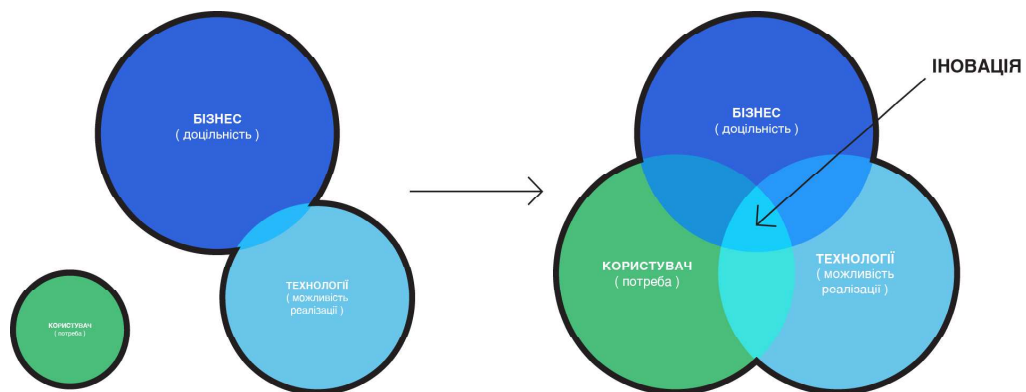 БІЗНЕС
( доцільність )
ТЕХНОЛОГІЇ
( можливість
реалізації )
КОРИСТУВАЧ
( потреба )
ІНОВАЦІЯ
БІЗНЕС
( доцільність )
КОРИСТУВАЧ
( потреба )
ТЕХНОЛОГІЇ
( можливість
реалізації )